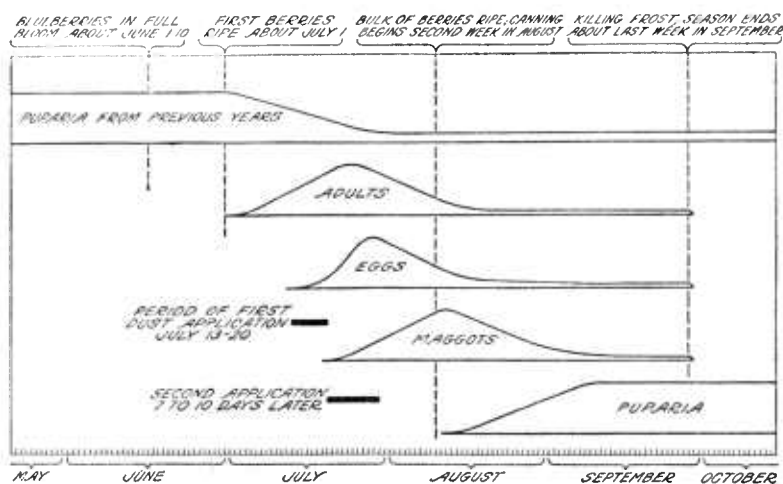 BLUEBERRIES IN FULL
BLOOM ABOUT JUNE 1-10
FIRST BERRIES
RIPE ABOUT JULY 1
BULK OF BERRIES RIPE, CANNING
BEGINS SECOND WEEK IN AUGUST
KILLING FROST, SEASON ENDS
ABOUT LAST WEEK IN SEPTEMBER
PUPARIA FROM PREVIOUS YEARS
ADULTS
EGGS
PERIOD OF FIRST
DUST APPLICATION
JULY 13-20
MAGGOTS
SECOND APPLICATION
7 TO 10 DAYS LATER
PUPARIA
MAY JUNE JULY AUGUST SEPTEMBER OCTOBER